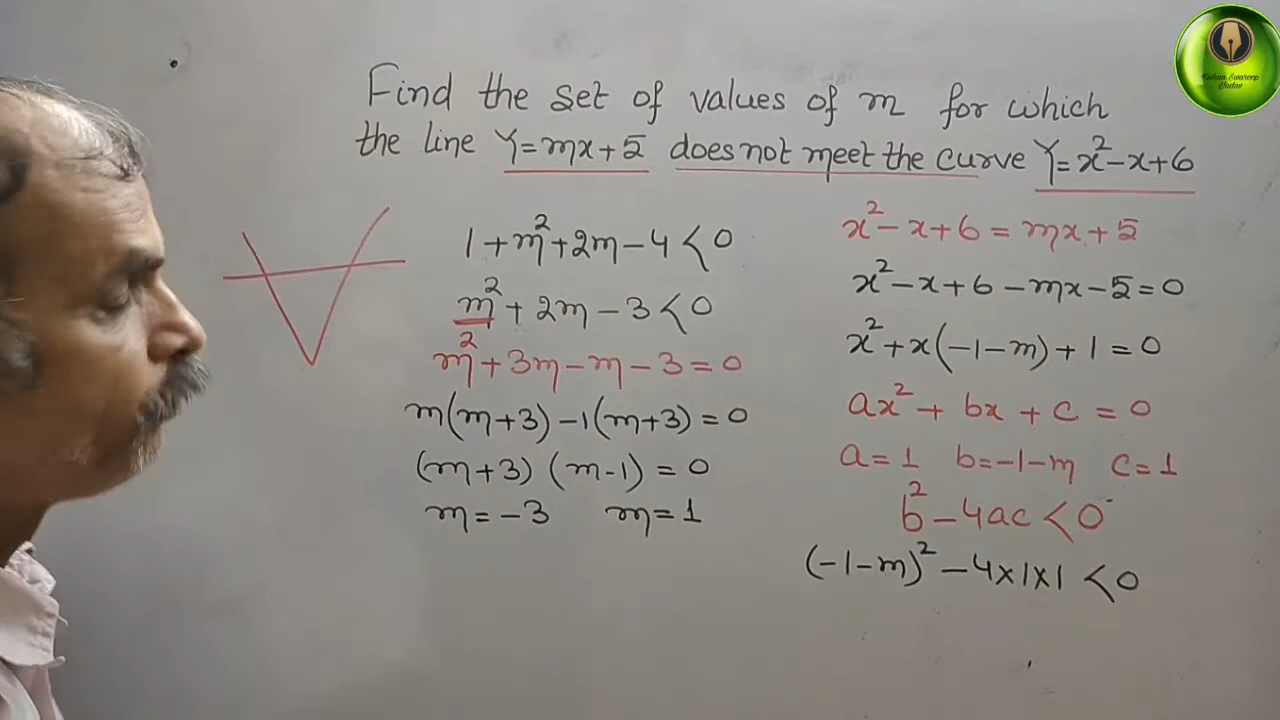 Find the set of values of m for which
the line Y=mx+5 does not meet the curve Y=x²-x+6
x²-x+6=mx+5
x²-x+6-mx-5=0
x²+x(-1-m)+1=0
ax²+bx+c=0
a=1 b=-1-m c=1
b²-4ac<0
(-1-m)²-4×1×1<0
1+m²+2m-4<0
m²+2m-3<0
m²+3m-m-3=0
m(m+3)-1(m+3)=0
(m+3)(m-1)=0
m=-3 m=1